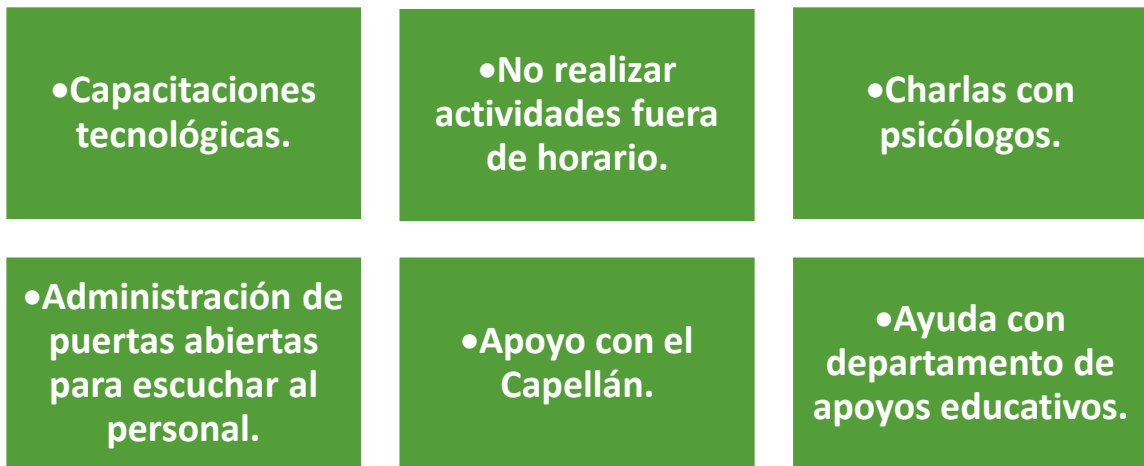 •Capacitaciones
tecnológicas.
•No realizar
actividades fuera
de horario.
•Charlas con
psicólogos.
•Administración de
puertas abiertas
para escuchar al
personal.
•Apoyo con el
Capellán.
•Ayuda con
departamento de
apoyos educativos.